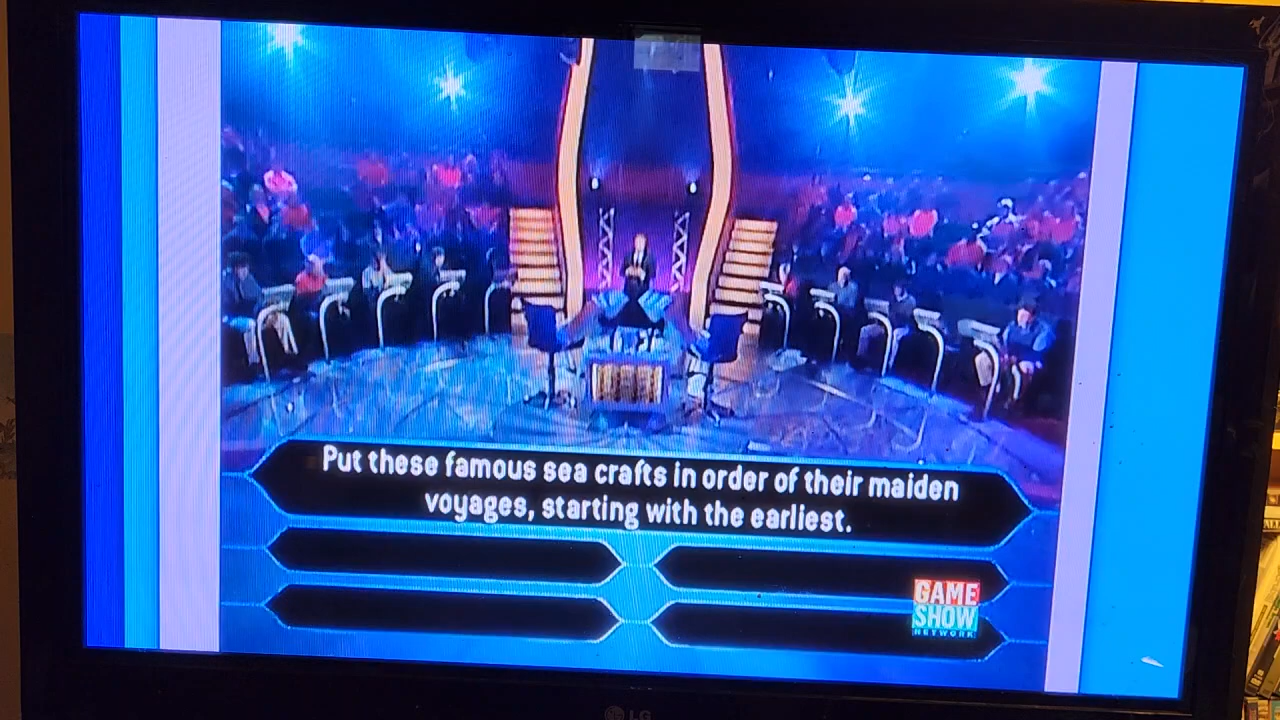 Put these famous sea crafts in order of their maiden
voyages, starting with the earliest.
GAME
SHOW
NETWORK
LG